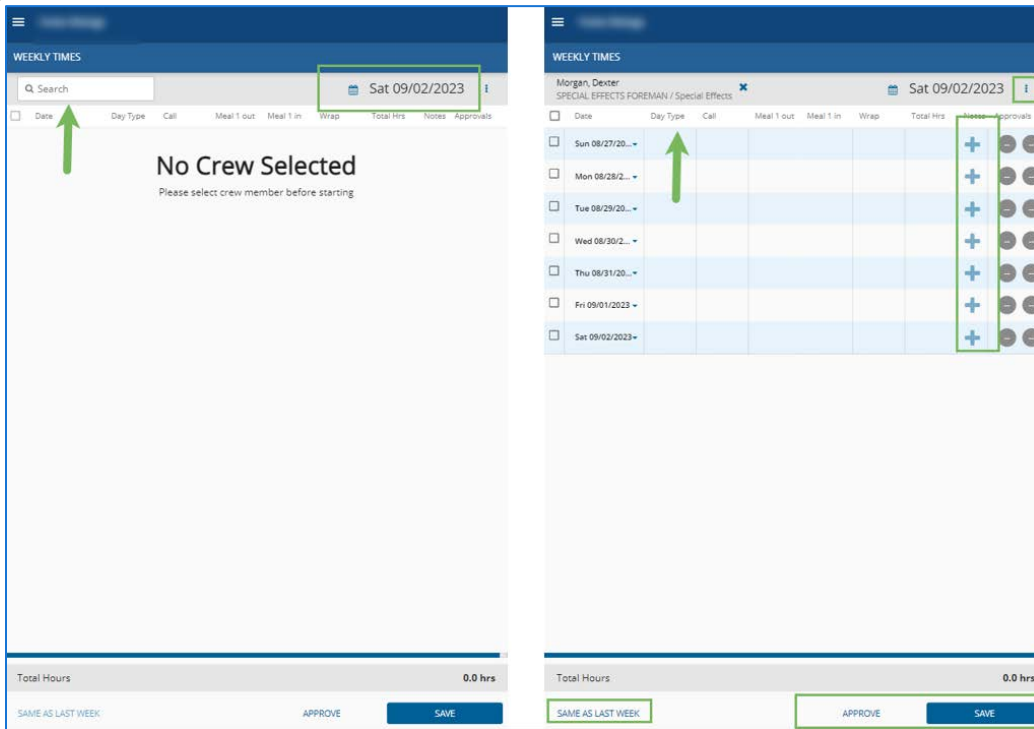 WEEKLY TIMES
Search
Sat 09/02/2023
Date Day Type Call Meal 1 out Meal 1 in Wrap Total Hrs Notes Approvals
No Crew Selected
Please select crew member before starting
Total Hours 0.0 hrs
SAME AS LAST WEEK APPROVE SAVE
WEEKLY TIMES
Morgan, Dexter
SPECIAL EFFECTS FOREMAN / Special Effects
Sat 09/02/2023
Date Day Type Call Meal 1 out Meal 1 in Wrap Total Hrs Notes Approvals
Sun 08/27/20...
Mon 08/28/2...
Tue 08/29/20...
Wed 08/30/2...
Thu 08/31/20...
Fri 09/01/2023
Sat 09/02/2023
Total Hours 0.0 hrs
SAME AS LAST WEEK APPROVE SAVE